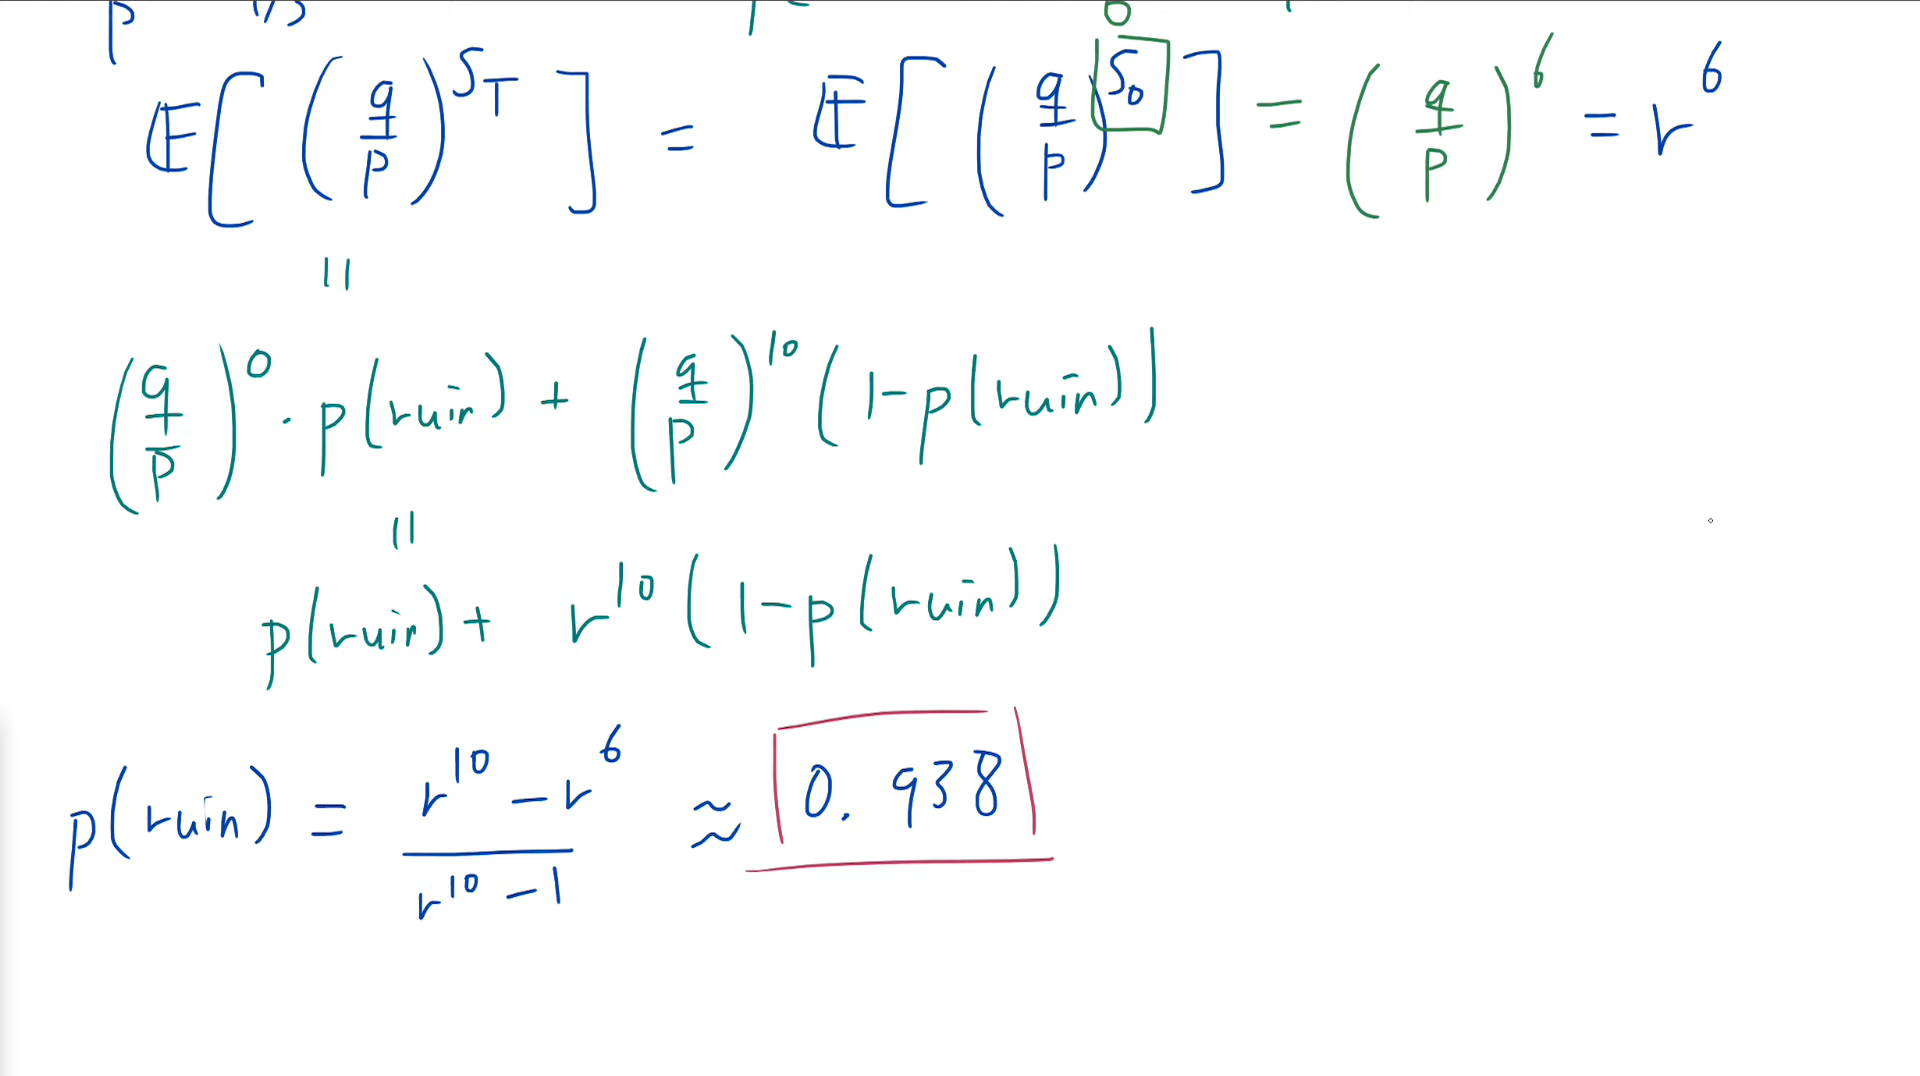 𝔼[(q/p)^{S_T}] = 𝔼[(q/p)^{S_0}] = (q/p)^6 = r^6
||
(q/p)^0 · p(ruin) + (q/p)^{10} (1-p(ruin))
||
p(ruin) + r^{10} (1-p(ruin))
p(ruin) = \frac{r^{10} - r^6}{r^{10} - 1} ≈ 0.938